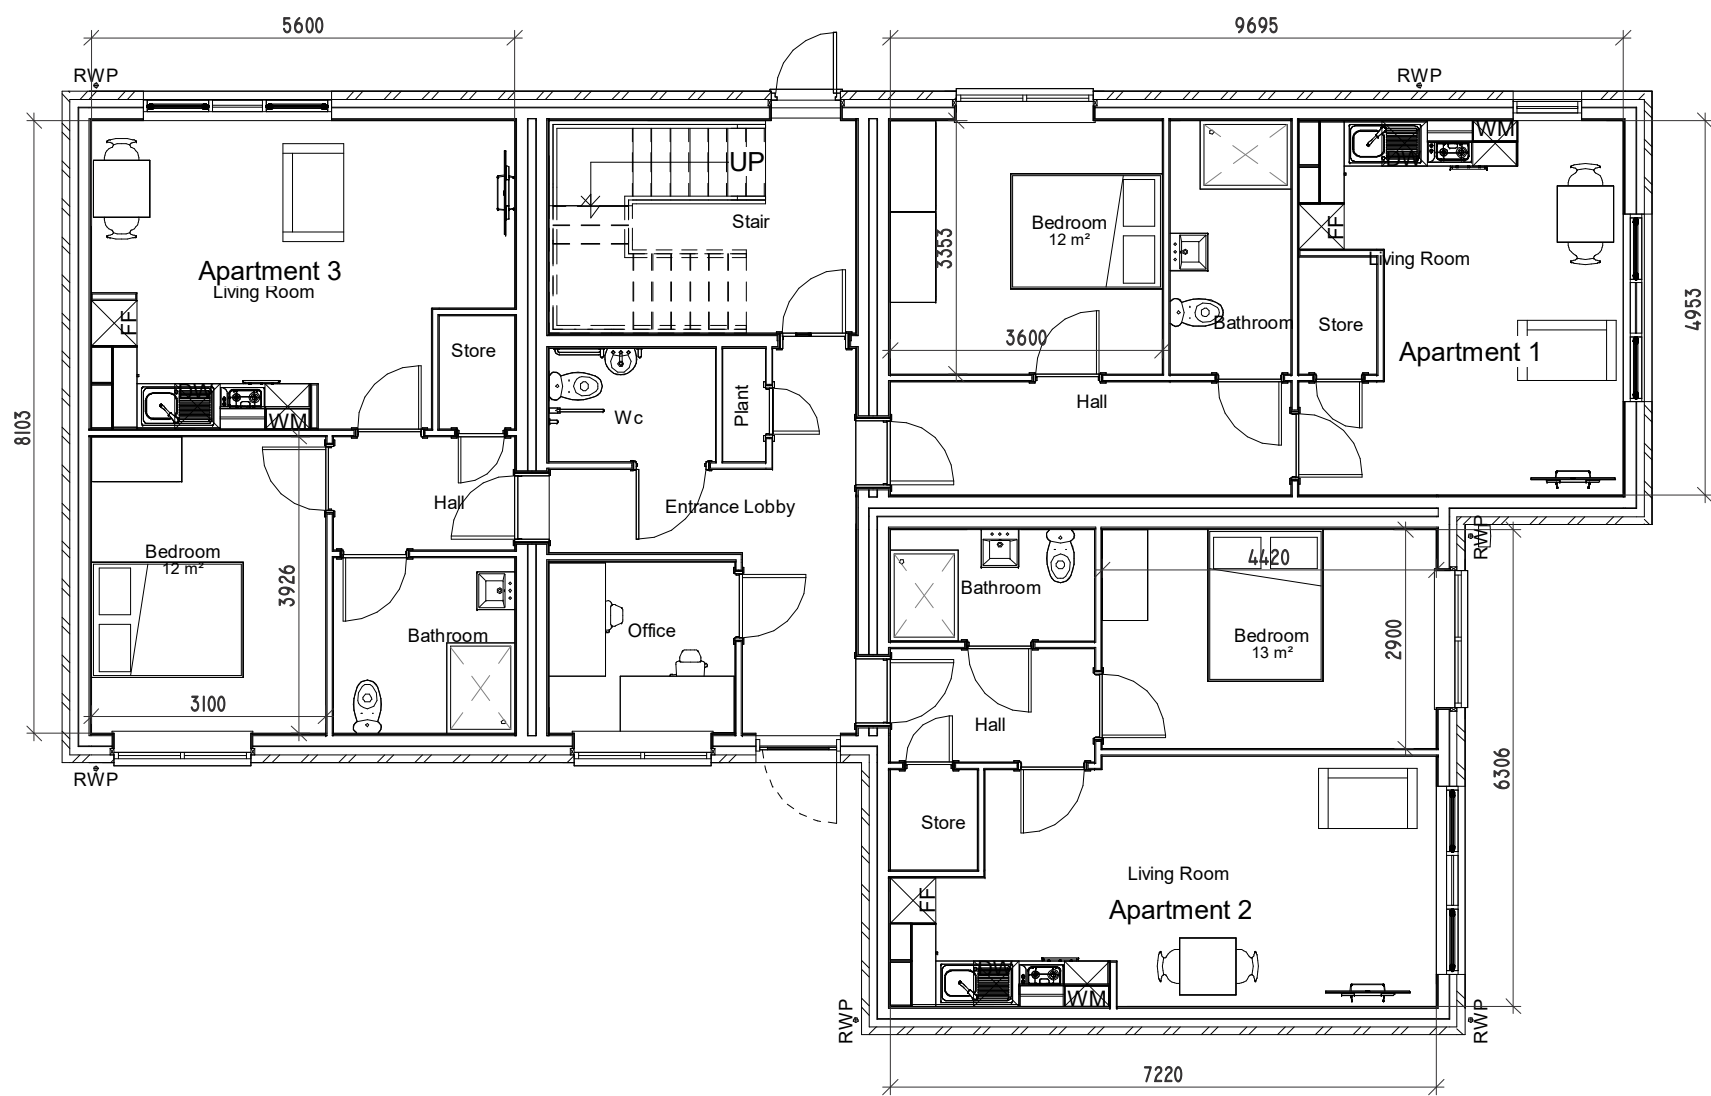 5600
9695
RWP
RWP
UP
WM
DW
Stair
Bedroom
12 m²
FF
3353
Living Room
Apartment 3
Living Room
4953
FF
Bathroom
Store
3600
Store
Apartment 1
8103
DW
WM
Hall
Wc
Plant
Hall
Entrance Lobby
RWP
Bedroom
12 m²
3926
4420
Bathroom
Bathroom
Office
Bedroom
13 m²
2900
3100
Hall
RWP
6306
Store
Living Room
FF
Apartment 2
DW
WM
RWP
RWP
7220